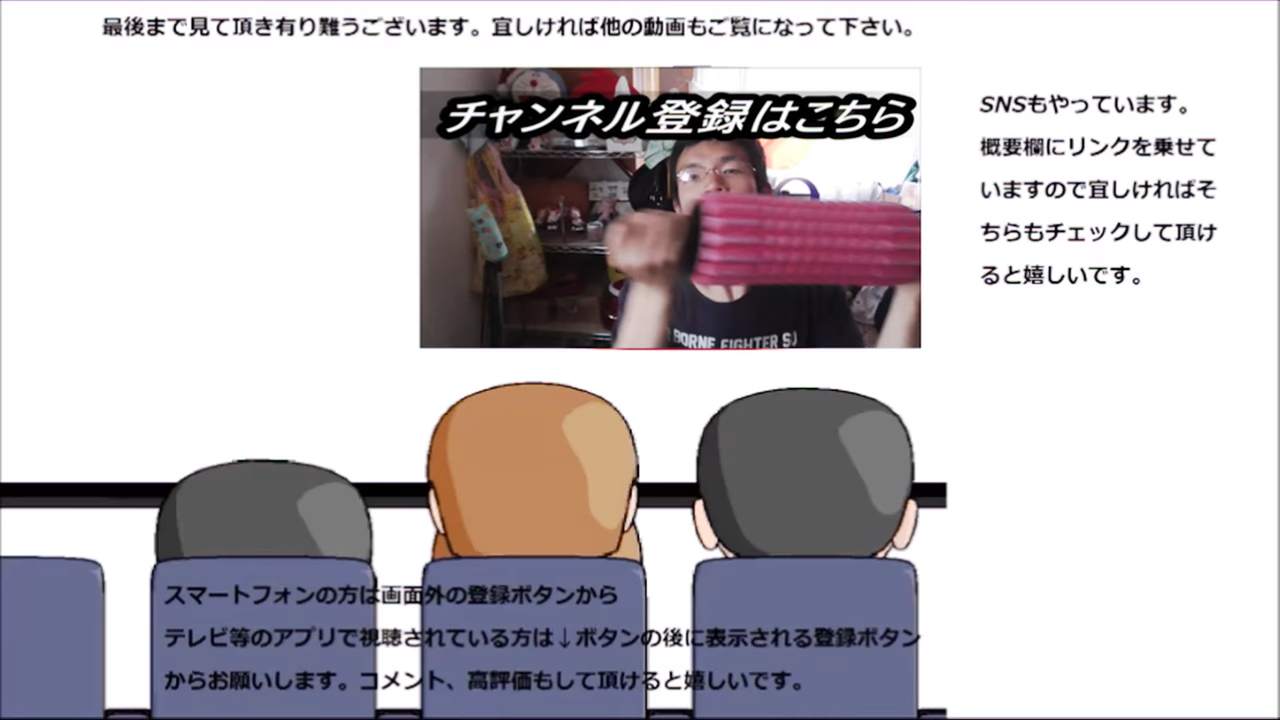 最後まで見て頂き有り難うございます。宜しければ他の動画もご覧になって下さい。
チャンネル登録はこちら
SNSもやっています。
概要欄にリンクを乗せて
いますので宜しければそ
ちらもチェックして頂け
ると嬉しいです。
BORNE FIGHTER
スマートフォンの方は画面外の登録ボタンから
テレビ等のアプリで視聴されている方は↓ボタンの後に表示される登録ボタン
からお願いします。コメント、高評価もして頂けると嬉しいです。